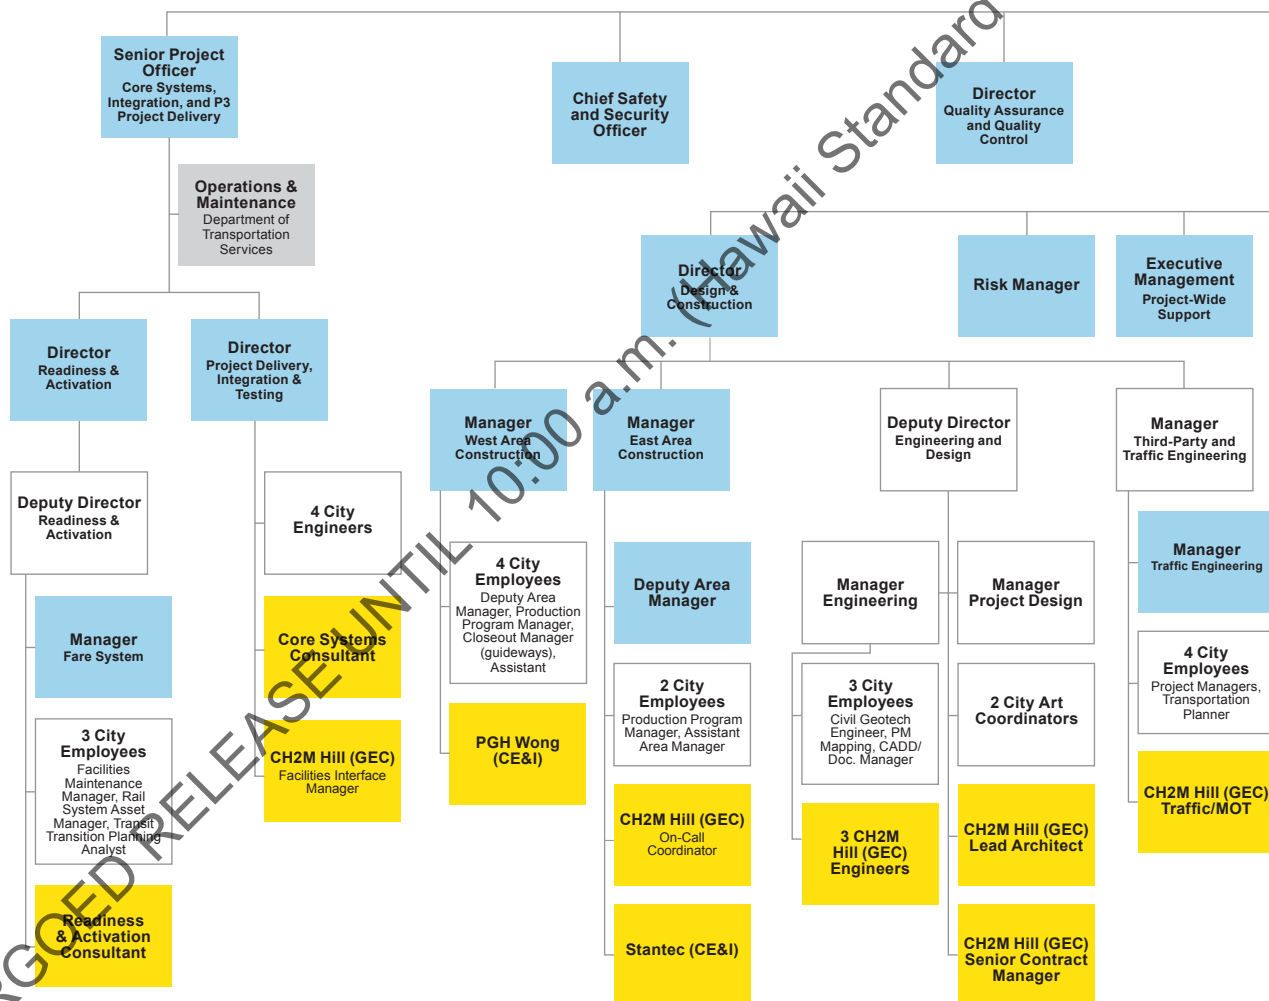 Senior Project
Officer
Core Systems,
Integration, and P3
Project Delivery
Chief Safety
and Security
Officer
Director
Quality Assurance
and Quality
Control
Operations &
Maintenance
Department of
Transportation
Services
Director
Design &
Construction
Risk Manager
Executive
Management
Project-Wide
Support
Director
Readiness &
Activation
Director
Project Delivery,
Integration &
Testing
Manager
West Area
Construction
Manager
East Area
Construction
Deputy Director
Engineering and
Design
Manager
Third-Party and
Traffic Engineering
Deputy Director
Readiness &
Activation
4 City
Engineers
4 City
Employees
Deputy Area
Manager, Production
Program Manager,
Closeout Manager
(guideways),
Assistant
Deputy Area
Manager
Manager
Engineering
Manager
Project Design
Manager
Traffic Engineering
Manager
Fare System
Core Systems
Consultant
2 City
Employees
Production Program
Manager, Assistant
Area Manager
3 City
Employees
Civil Geotech
Engineer, PM
Mapping, CADD/
Doc. Manager
2 City Art
Coordinators
4 City
Employees
Project Managers,
Transportation
Planner
3 City
Employees
Facilities
Maintenance
Manager, Rail
System Asset
Manager, Transit
Transition Planning
Analyst
CH2M Hill (GEC)
Facilities Interface
Manager
PGH Wong
(CE&I)
CH2M Hill (GEC)
On-Call
Coordinator
3 CH2M
Hill (GEC)
Engineers
CH2M Hill (GEC)
Lead Architect
CH2M Hill (GEC)
Traffic/MOT
Readiness
& Activation
Consultant
Stantec (CE&I)
CH2M Hill (GEC)
Senior Contract
Manager
RGOED RELEASE UNTIL 10:00 a.m. (Hawaii Standard